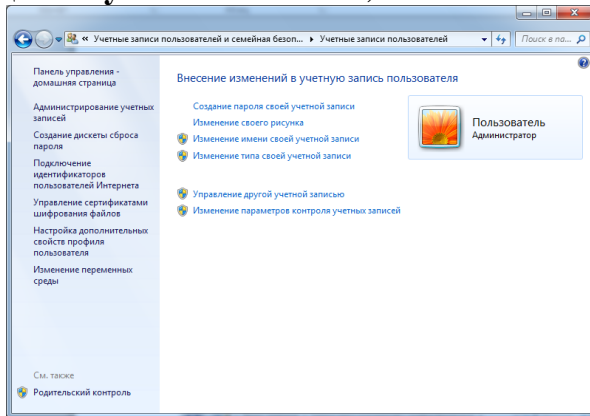 « Учетные записи пользователей и семейная безоп... ▸ Учетные записи пользователей
Поиск в па...
Панель управления -
домашняя страница
Администрирование учетных
записей
Создание дискеты сброса
пароля
Подключение
идентификаторов
пользователей Интернета
Управление сертификатами
шифрования файлов
Настройка дополнительных
свойств профиля
пользователя
Изменение переменных
среды
См. также
Родительский контроль
Внесение изменений в учетную запись пользователя
Создание пароля своей учетной записи
Изменение своего рисунка
Изменение имени своей учетной записи
Изменение типа своей учетной записи
Управление другой учетной записью
Изменение параметров контроля учетных записей
Пользователь
Администратор